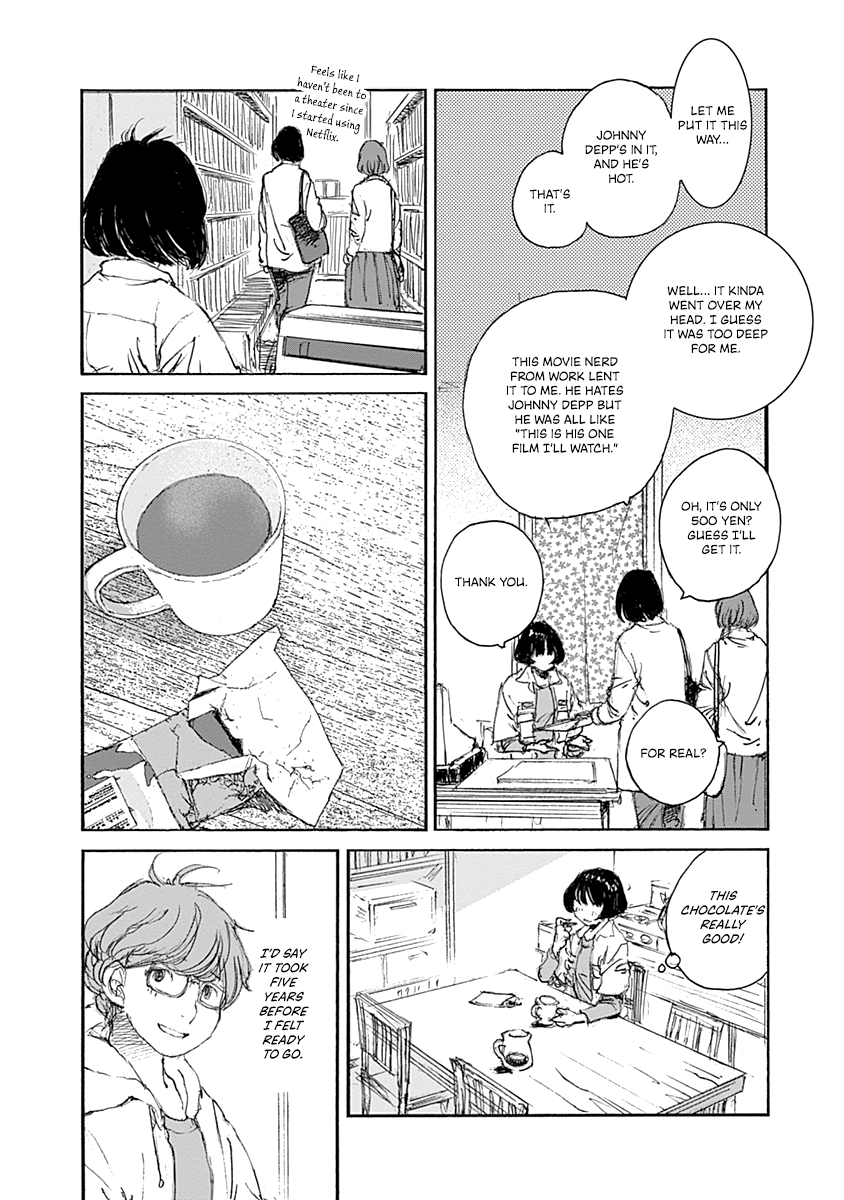 LET ME
PUT IT THIS
WAY...
JOHNNY
DEPP'S IN IT,
AND HE'S
HOT.
THAT'S
IT.
WELL... IT KINDA
WENT OVER MY
HEAD. I GUESS
IT WAS TOO DEEP
FOR ME.
THIS MOVIE NERD
FROM WORK LENT
IT TO ME. HE HATES
JOHNNY DEPP BUT
HE WAS ALL LIKE
"THIS IS HIS ONE
FILM I'LL WATCH."
OH, IT'S ONLY
500 YEN?
GUESS I'LL
GET IT.
THANK YOU.
FOR REAL?
Feels like I
haven't been to
a theater since
I started using
Netflix.
THIS
CHOCOLATE'S
REALLY
GOOD!
I'D SAY
IT TOOK
FIVE
YEARS
BEFORE
I FELT
READY
TO GO.